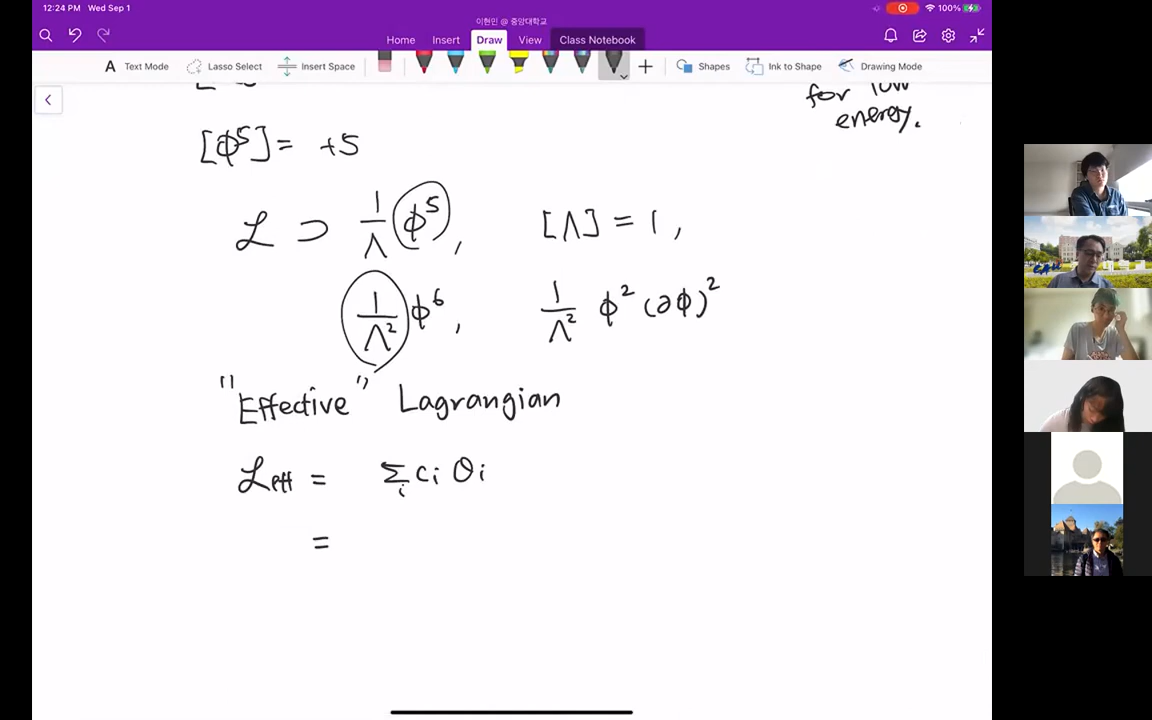 12:24 PM Wed Sep 1
100%
이현민 @ 중앙대학교
Home Insert Draw View Class Notebook
A Text Mode Lasso Select Insert Space Shapes Ink to Shape Drawing Mode
for low
energy.
[ϕ⁵] = +5
ℒ ⊃ 1/Λ ϕ⁵, [Λ] = 1,
1/Λ² ϕ⁶, 1/Λ² ϕ² (∂ϕ)²
"Effective" Lagrangian
ℒeff = Σi ci Oi
=